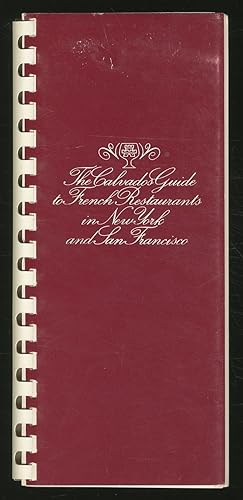 The Calvados Guide
to French Restaurants
in New York
and San Francisco